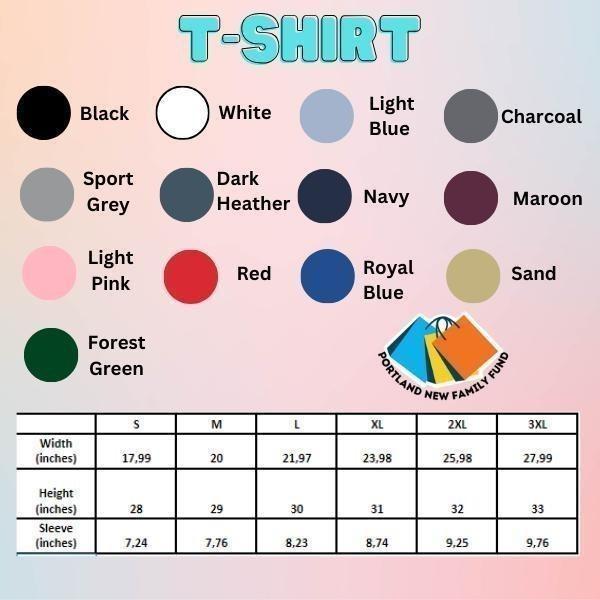 T-SHIRT
Black
White
Light
Blue
Charcoal
Sport
Grey
Dark
Heather
Navy
Maroon
Light
Pink
Red
Royal
Blue
Sand
Forest
Green
PORTLAND NEW FAMILY FUND
S M L XL 2XL 3XL
Width
(inches) 17,99 20 21,97 23,98 25,98 27,99
Height
(inches) 28 29 30 31 32 33
Sleeve
(inches) 7,24 7,76 8,23 8,74 9,25 9,76